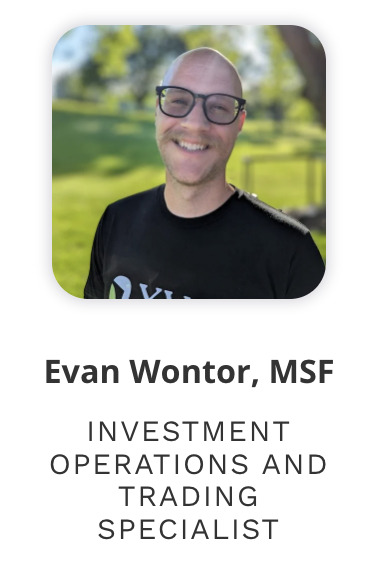 Evan Wontor, MSF
INVESTMENT
OPERATIONS AND
TRADING
SPECIALIST